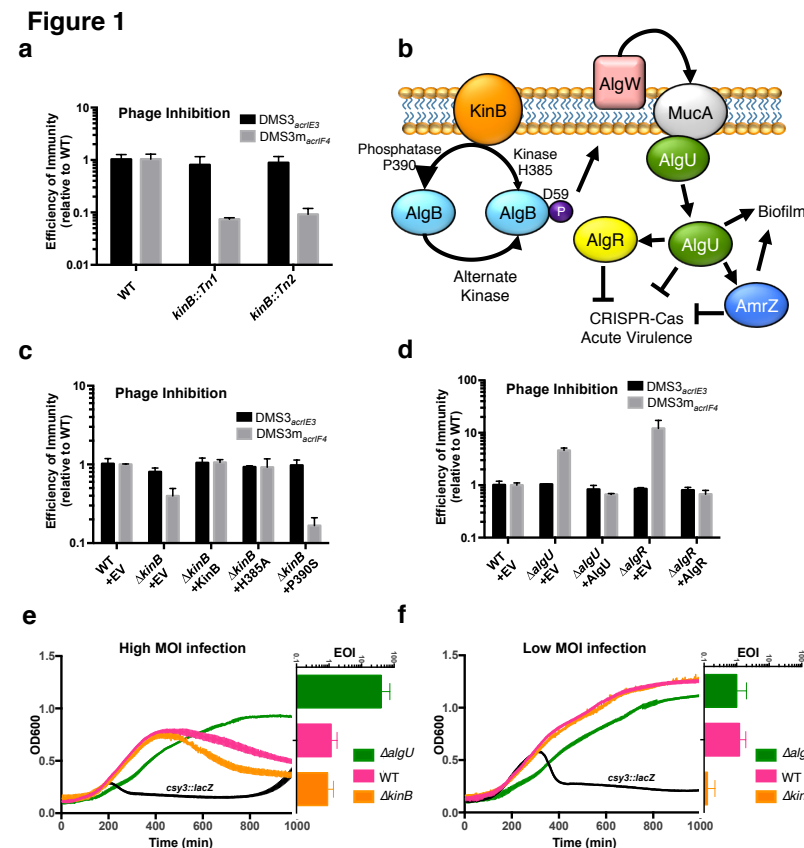 Figure 1
a
Phage Inhibition
DMS3acrIE3
DMS3macrIF4
Efficiency of Immunity
(relative to WT)
10
1
0.1
0.01
WT
kinB::Tn1
kinB::Tn2
b
KinB
AlgW
MucA
AlgU
Phosphatase
P390
Kinase
H385
D59
AlgB
AlgB
P
Alternate
Kinase
AlgR
AlgU
Biofilm
AmrZ
CRISPR-Cas
Acute Virulence
c
Phage Inhibition
DMS3acrIE3
DMS3macrIF4
Efficiency of Immunity
(relative to WT)
10
1
0.1
WT
+EV
ΔkinB
+EV
ΔkinB
+KinB
ΔkinB
+H385A
ΔkinB
+P390S
d
Phage Inhibition
DMS3acrIE3
DMS3macrIF4
Efficiency of Immunity
(relative to WT)
100
10
1
0.1
WT
+EV
ΔalgU
+EV
ΔalgU
+AlgU
ΔalgR
+EV
ΔalgR
+AlgR
e
High MOI infection
EOI
0.1
1
10
100
OD600
1.5
1.0
0.5
0.0
csy3::lacZ
0 200 400 600 800 1000
Time (min)
ΔalgU
WT
ΔkinB
f
Low MOI infection
EOI
0.1
1
10
100
OD600
1.5
1.0
0.5
0.0
csy3::lacZ
0 200 400 600 800 1000
Time (min)
Δalg
WT
Δkin